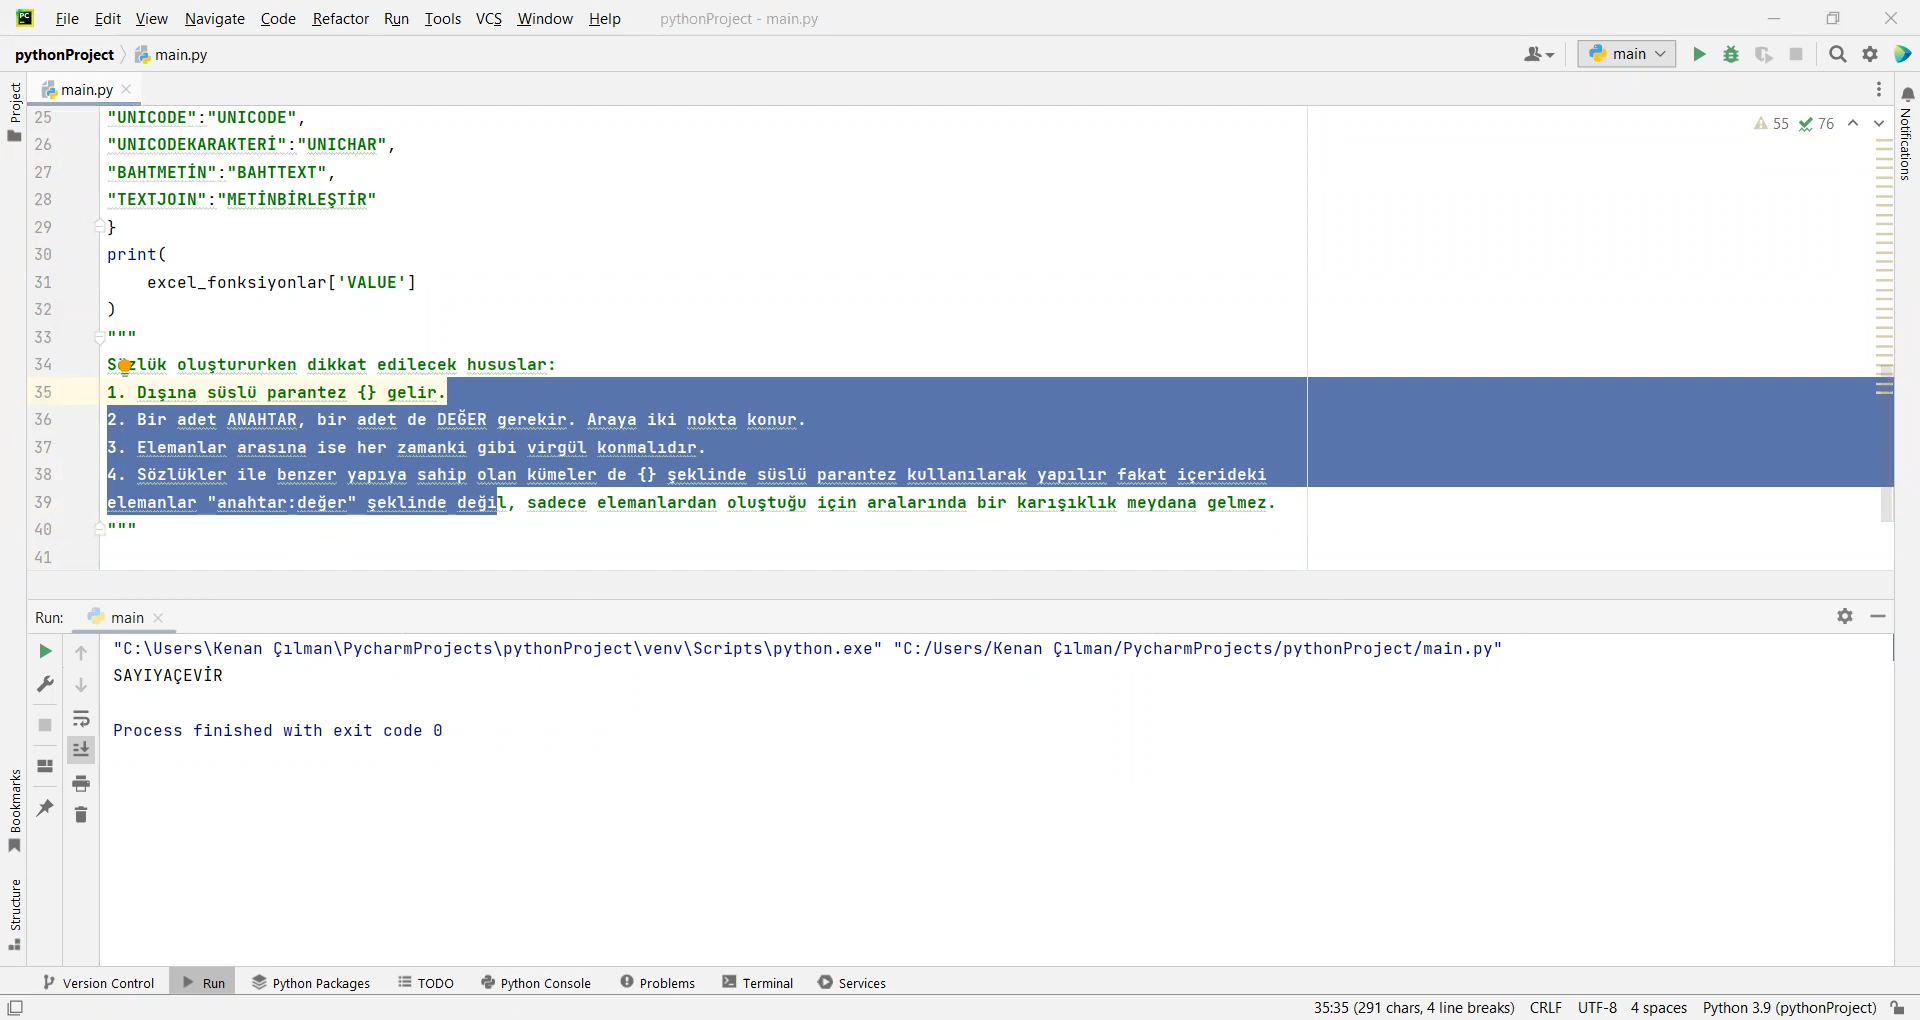 File Edit View Navigate Code Refactor Run Tools VCS Window Help pythonProject - main.py
pythonProject main.py main
Project
main.py
Notifications
55 76
25 "UNICODE":"UNICODE",
26 "UNICODEKARAKTERİ":"UNICHAR",
27 "BAHTMETİN":"BAHTTEXT",
28 "TEXTJOIN":"METİNBİRLEŞTİR"
29 }
30 print(
31 excel_fonksiyonlar['VALUE']
32 )
33 """
34 Sözlük oluştururken dikkat edilecek hususlar:
35 1. Dışına süslü parantez {} gelir.
36 2. Bir adet ANAHTAR, bir adet de DEĞER gerekir. Araya iki nokta konur.
37 3. Elemanlar arasına ise her zamanki gibi virgül konmalıdır.
38 4. Sözlükler ile benzer yapıya sahip olan kümeler de {} şeklinde süslü parantez kullanılarak yapılır fakat içerideki
39 elemanlar "anahtar:değer" şeklinde değil, sadece elemanlardan oluştuğu için aralarında bir karışıklık meydana gelmez.
40 """
41
Run: main
"C:\Users\Kenan Çılman\PycharmProjects\pythonProject\venv\Scripts\python.exe" "C:/Users/Kenan Çılman/PycharmProjects/pythonProject/main.py"
SAYIYAÇEVİR
Process finished with exit code 0
Bookmarks
Structure
Version Control Run Python Packages TODO Python Console Problems Terminal Services
35:35 (291 chars, 4 line breaks) CRLF UTF-8 4 spaces Python 3.9 (pythonProject)